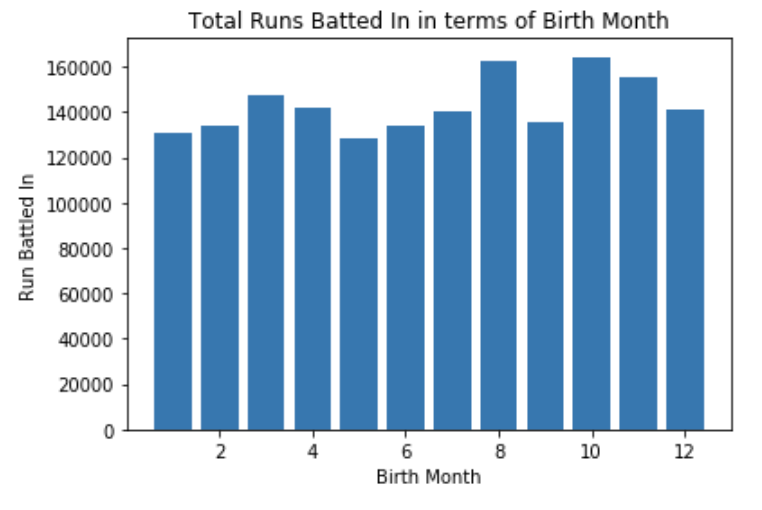 Total Runs Batted In in terms of Birth Month
160000
140000
120000
100000
80000
60000
40000
20000
0
Run Battled In
2 4 6 8 10 12
Birth Month